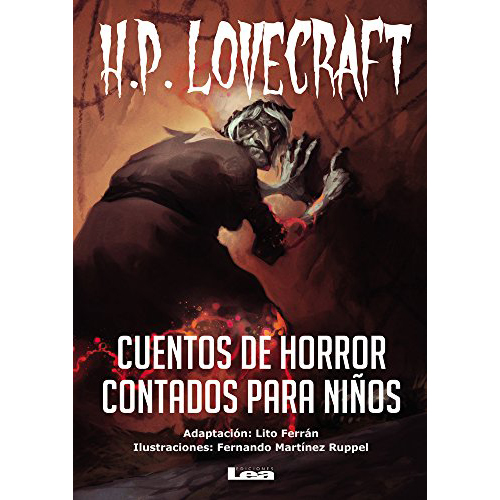 H.P. LOVECRAFT
CUENTOS DE HORROR
CONTADOS PARA NIÑOS
Adaptación: Lito Ferrán
Ilustraciones: Fernando Martínez Ruppel
EDICIONES
Lea